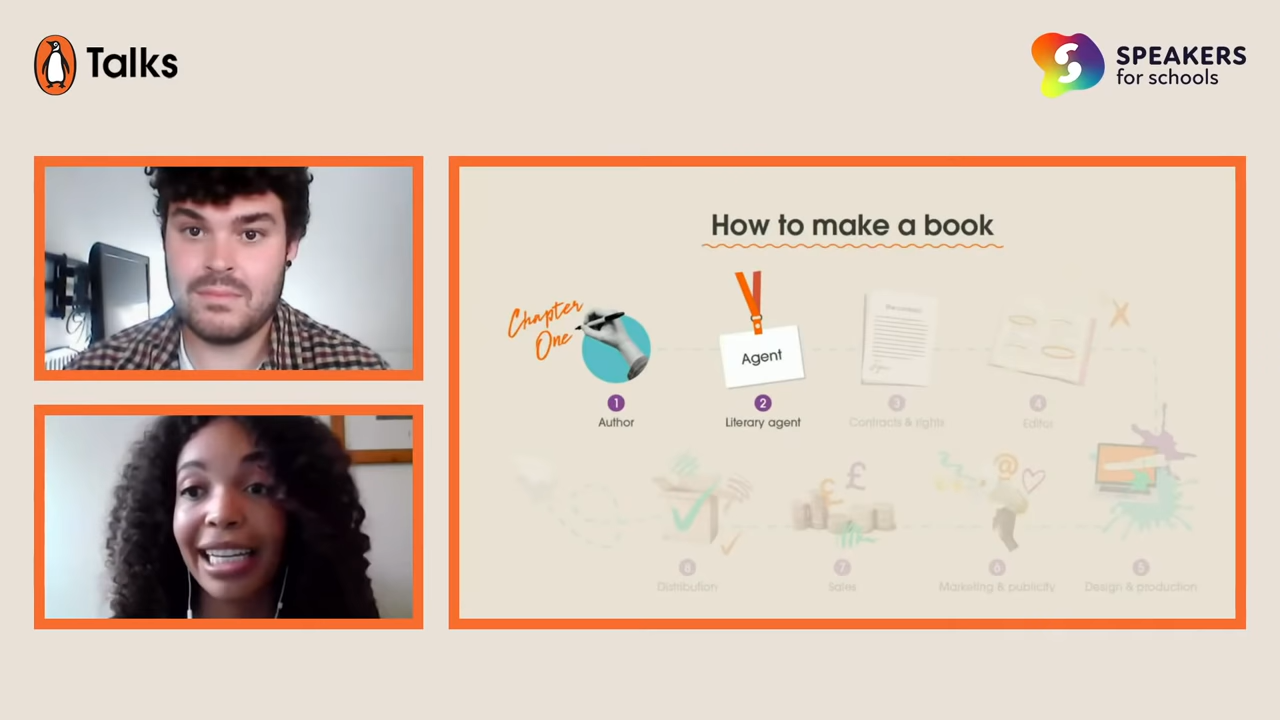 Talks
SPEAKERS
for schools
How to make a book
Chapter
One
Agent
1
2
3
4
Author
Literary agent
Contracts & rights
Editor
@
£
£
8
7
6
5
Distribution
Sales
Marketing & publicity
Design & production